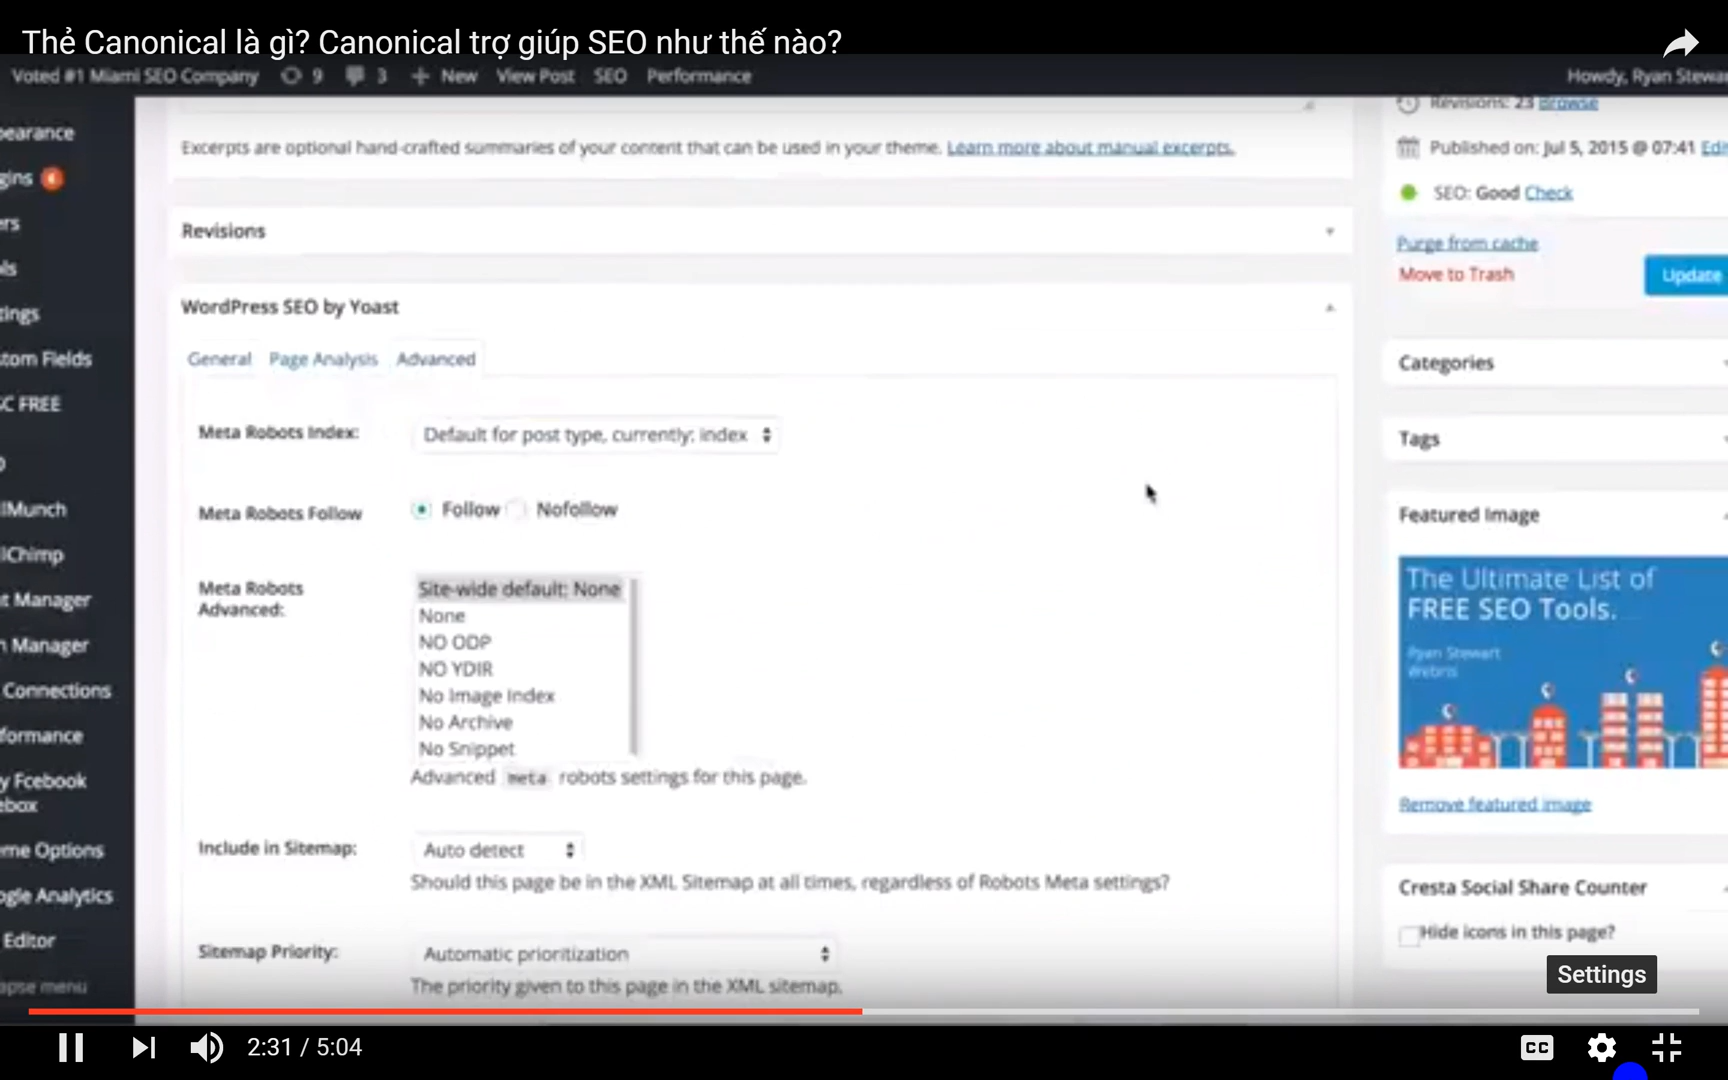 Thẻ Canonical là gì? Canonical trợ giúp SEO như thế nào?
Voted #1 Miami SEO Company 9 3 + New View Post SEO Performance Howdy, Ryan Stewar
pearance
gins
ers
ols
tings
tom Fields
SC FREE
O
lMunch
lChimp
t Manager
n Manager
Connections
formance
y Fcebook
ebox
me Options
ogle Analytics
Editor
apse menu
Excerpts are optional hand-crafted summaries of your content that can be used in your theme. Learn more about manual excerpts.
Revisions
WordPress SEO by Yoast
General Page Analysis Advanced
Meta Robots Index: Default for post type, currently: index
Meta Robots Follow Follow Nofollow
Meta Robots Advanced:
Site-wide default: None
None
NO ODP
NO YDIR
No Image Index
No Archive
No Snippet
Advanced meta robots settings for this page.
Include in Sitemap: Auto detect
Should this page be in the XML Sitemap at all times, regardless of Robots Meta settings?
Sitemap Priority: Automatic prioritization
The priority given to this page in the XML sitemap.
Revisions: 23 Browse
Published on: Jul 5, 2015 @ 07:41 Edit
SEO: Good Check
Purge from cache
Move to Trash
Update
Categories
Tags
Featured Image
The Ultimate List of
FREE SEO Tools.
Ryan Stewart
Webris
Remove featured image
Cresta Social Share Counter
Hide icons in this page?
Settings
2:31 / 5:04
CC